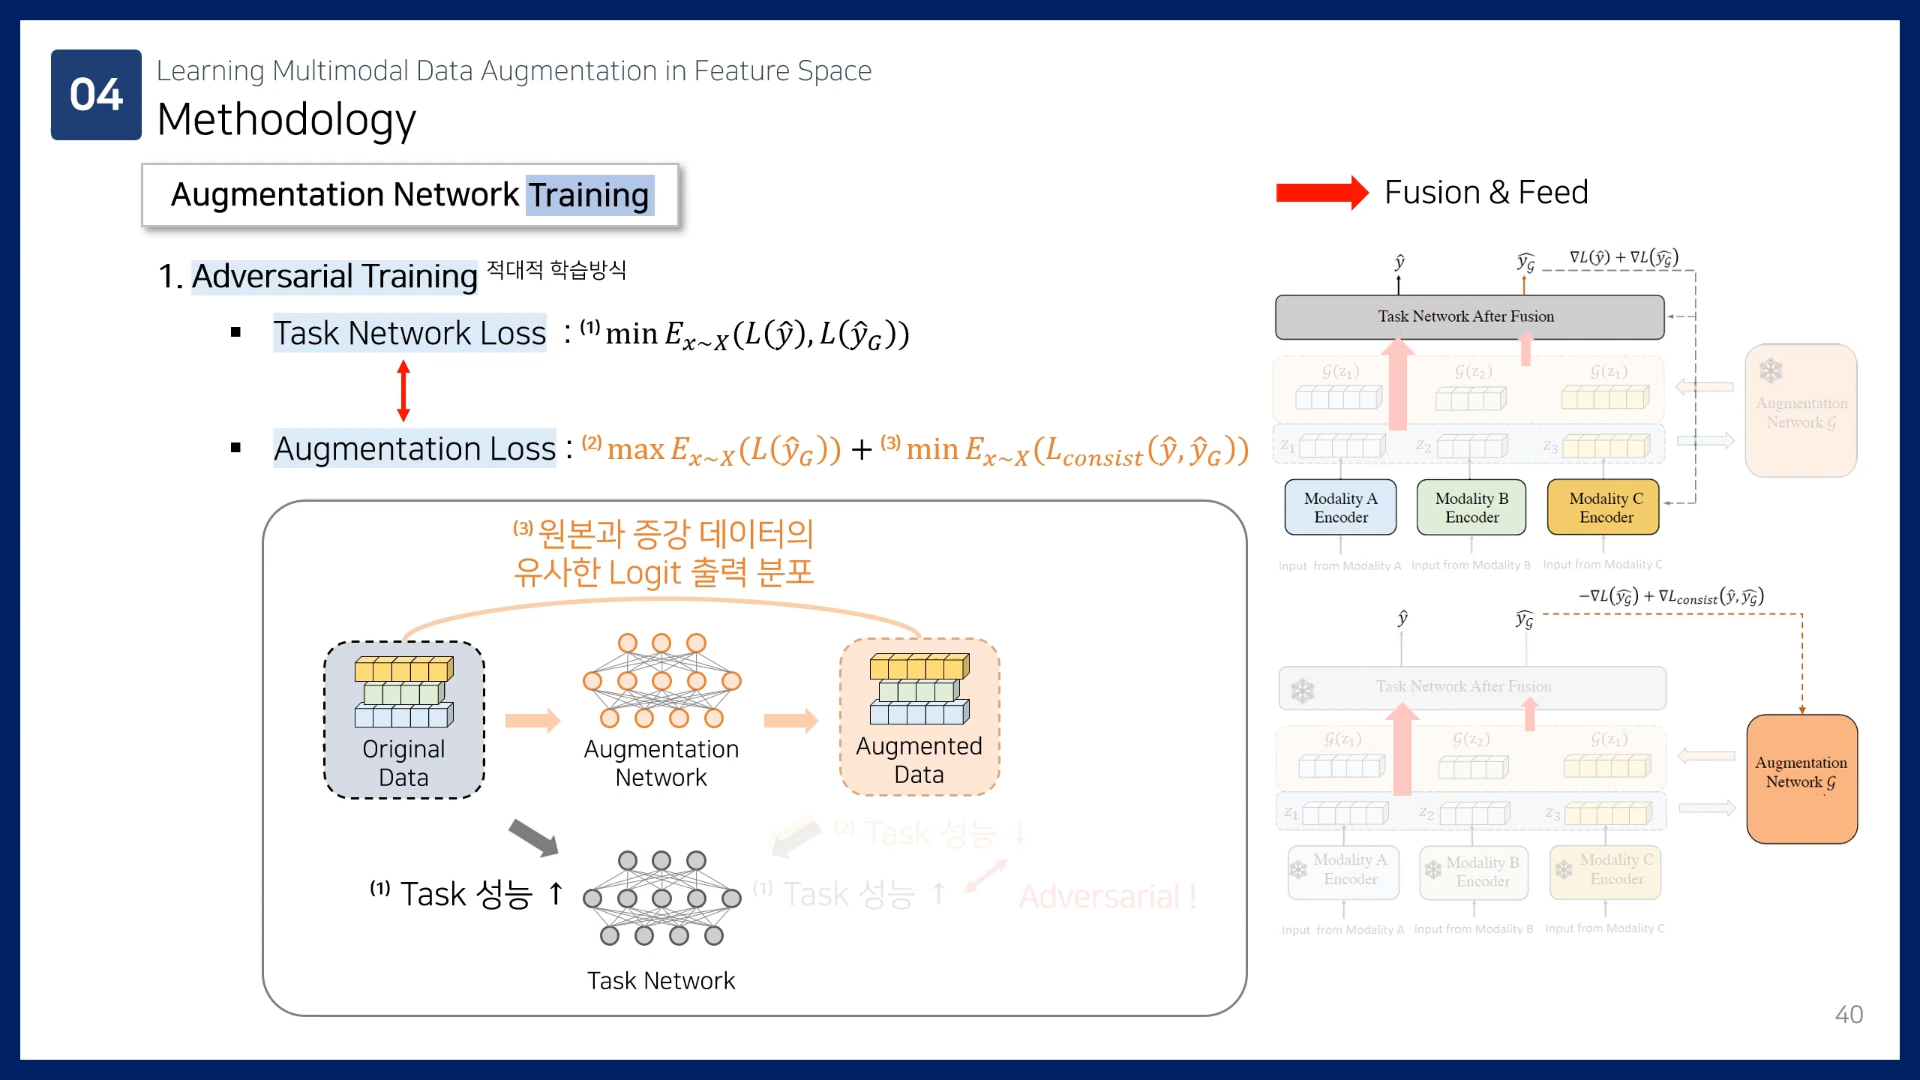 04
Learning Multimodal Data Augmentation in Feature Space
Methodology
Augmentation Network Training
1. Adversarial Training 적대적 학습방식
▪ Task Network Loss : (1) min E_{x~X}(L(ŷ), L(ŷ_G))
▪ Augmentation Loss : (2) max E_{x~X}(L(ŷ_G)) + (3) min E_{x~X}(L_{consist}(ŷ, ŷ_G))
(3) 원본과 증강 데이터의
유사한 Logit 출력 분포
Original
Data
Augmentation
Network
Augmented
Data
(1) Task 성능 ↑
(2) Task 성능 ↓
(1) Task 성능 ↑
Adversarial !
Task Network
Fusion & Feed
ŷ
ŷ_𝒢
∇L(ŷ) + ∇L(ŷ_𝒢)
Task Network After Fusion
𝒢(z₁)
𝒢(z₂)
𝒢(z₁)
z₁
z₂
z₃
Augmentation
Network 𝒢
Modality A
Encoder
Modality B
Encoder
Modality C
Encoder
Input from Modality A
Input from Modality B
Input from Modality C
−∇L(ŷ_𝒢) + ∇L_{consist}(ŷ, ŷ_𝒢)
ŷ
ŷ_𝒢
Task Network After Fusion
𝒢(z₁)
𝒢(z₂)
𝒢(z₁)
z₁
z₂
z₃
Augmentation
Network 𝒢
Modality A
Encoder
Modality B
Encoder
Modality C
Encoder
Input from Modality A
Input from Modality B
Input from Modality C
40